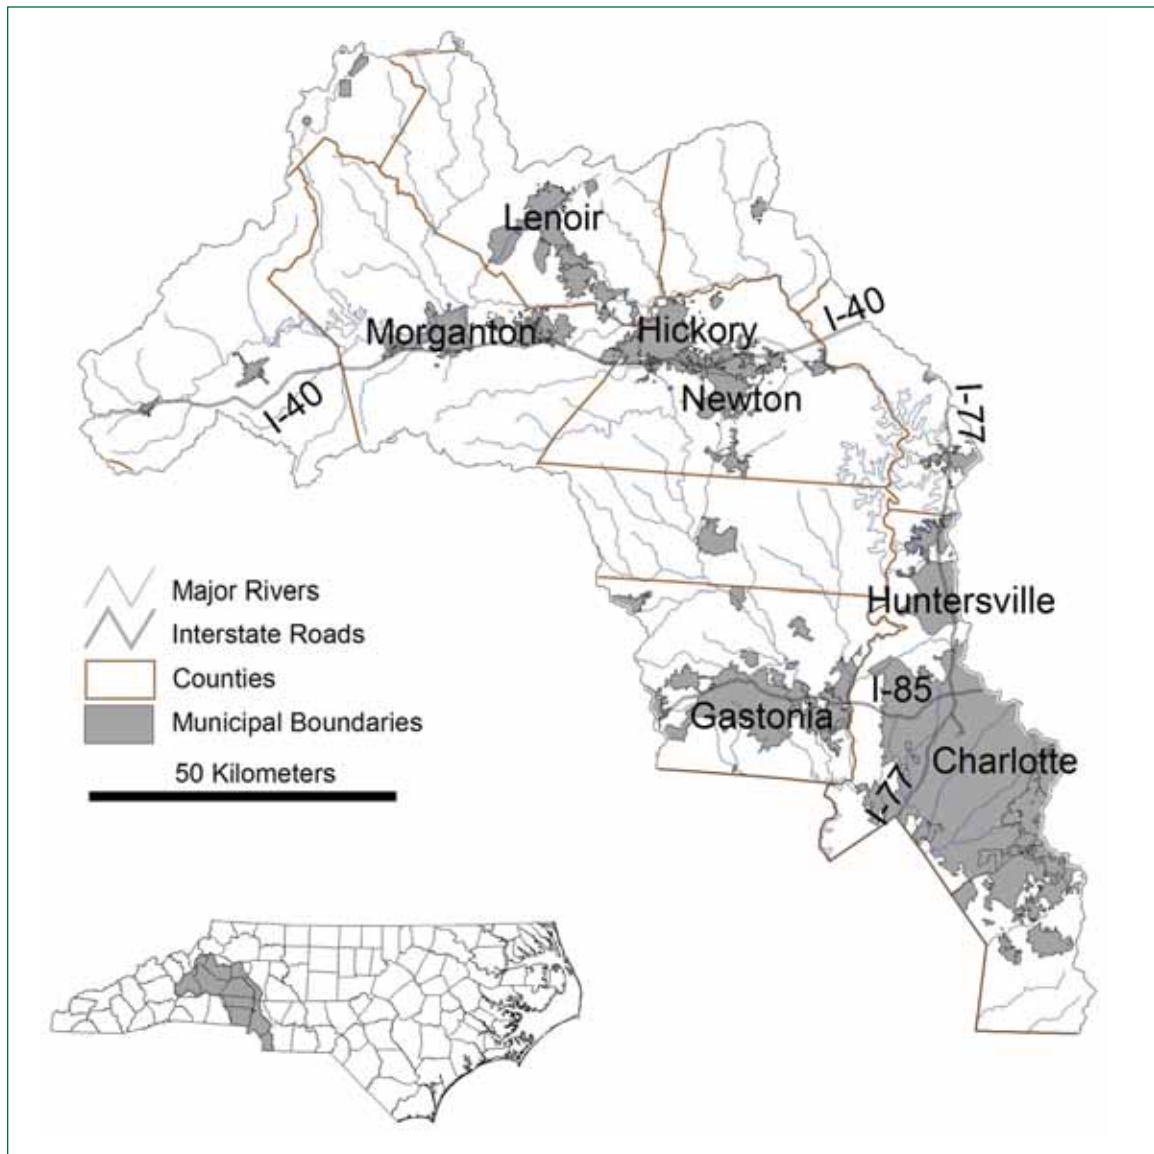 Lenoir
I-40
Morganton
Hickory
I-40
Newton
I-77
Major Rivers
Interstate Roads
Counties
Municipal Boundaries
50 Kilometers
Huntersville
I-85
Gastonia
Charlotte
I-77